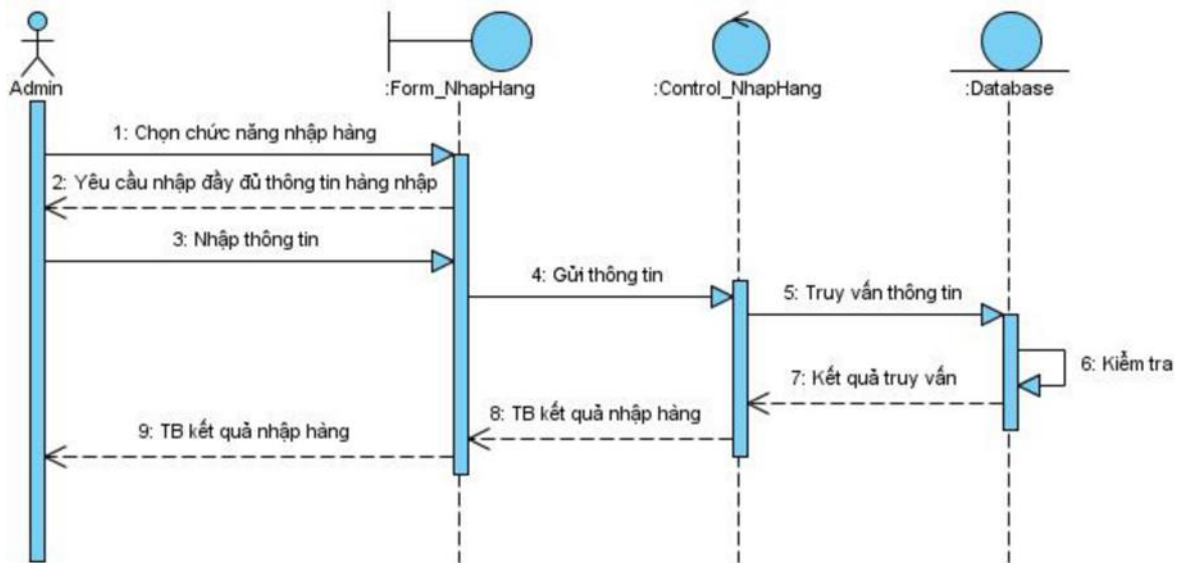 Admin
:Form_NhapHang
:Control_NhapHang
:Database
1: Chọn chức năng nhập hàng
2: Yêu cầu nhập đầy đủ thông tin hàng nhập
3: Nhập thông tin
4: Gửi thông tin
5: Truy vấn thông tin
6: Kiểm tra
7: Kết quả truy vấn
8: TB kết quả nhập hàng
9: TB kết quả nhập hàng